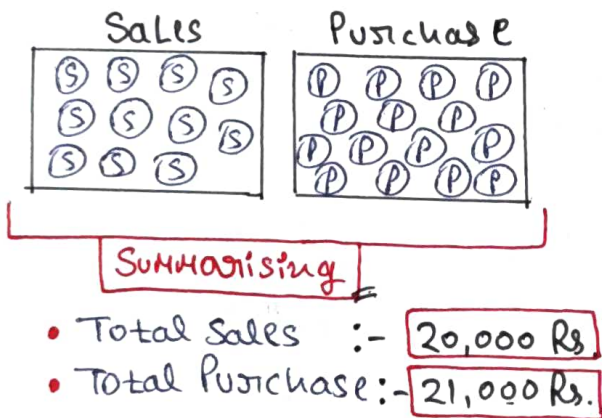 Sales Purchase
S S S S P P P P
S S S S P P P
S S S P P P P
P P P P
Summarising
• Total Sales :- 20,000 Rs
• Total Purchase :- 21,000 Rs.